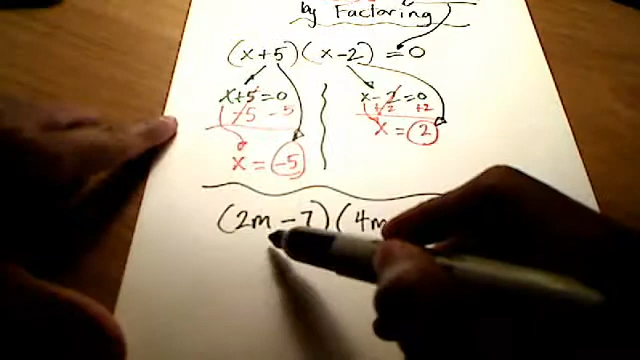 by Factoring
(x+5)(x-2) = 0
x+5=0 x-2=0
-5 -5 +2 +2
x = -5 x = 2
(2m-7)(4m